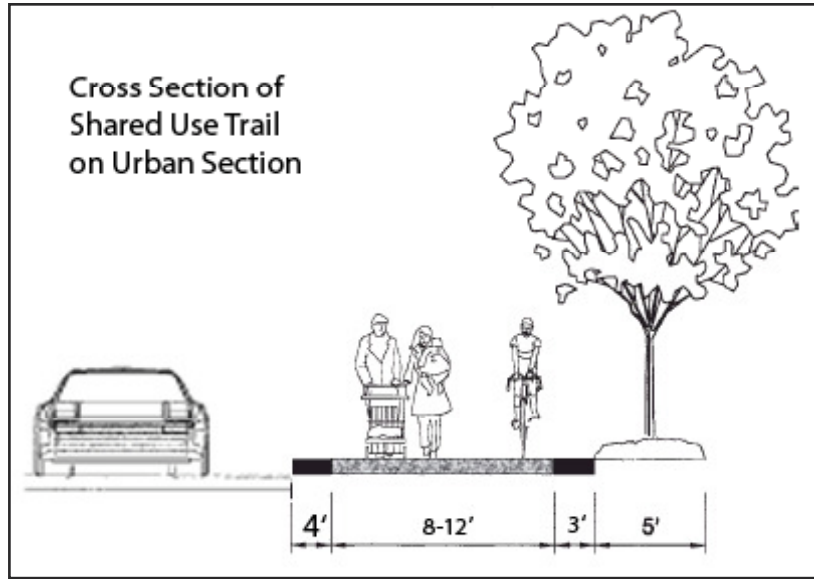 Cross Section of
Shared Use Trail
on Urban Section
4' 8-12' 3' 5'